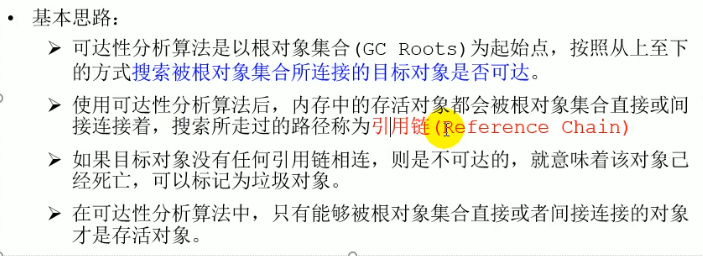 • 基本思路:
➢ 可达性分析算法是以根对象集合(GC Roots)为起始点，按照从上至下
的方式搜索被根对象集合所连接的目标对象是否可达。
➢ 使用可达性分析算法后，内存中的存活对象都会被根对象集合直接或间
接连接着，搜索所走过的路径称为引用链(Reference Chain)
➢ 如果目标对象没有任何引用链相连，则是不可达的，就意味着该对象己
经死亡，可以标记为垃圾对象。
➢ 在可达性分析算法中，只有能够被根对象集合直接或者间接连接的对象
才是存活对象。